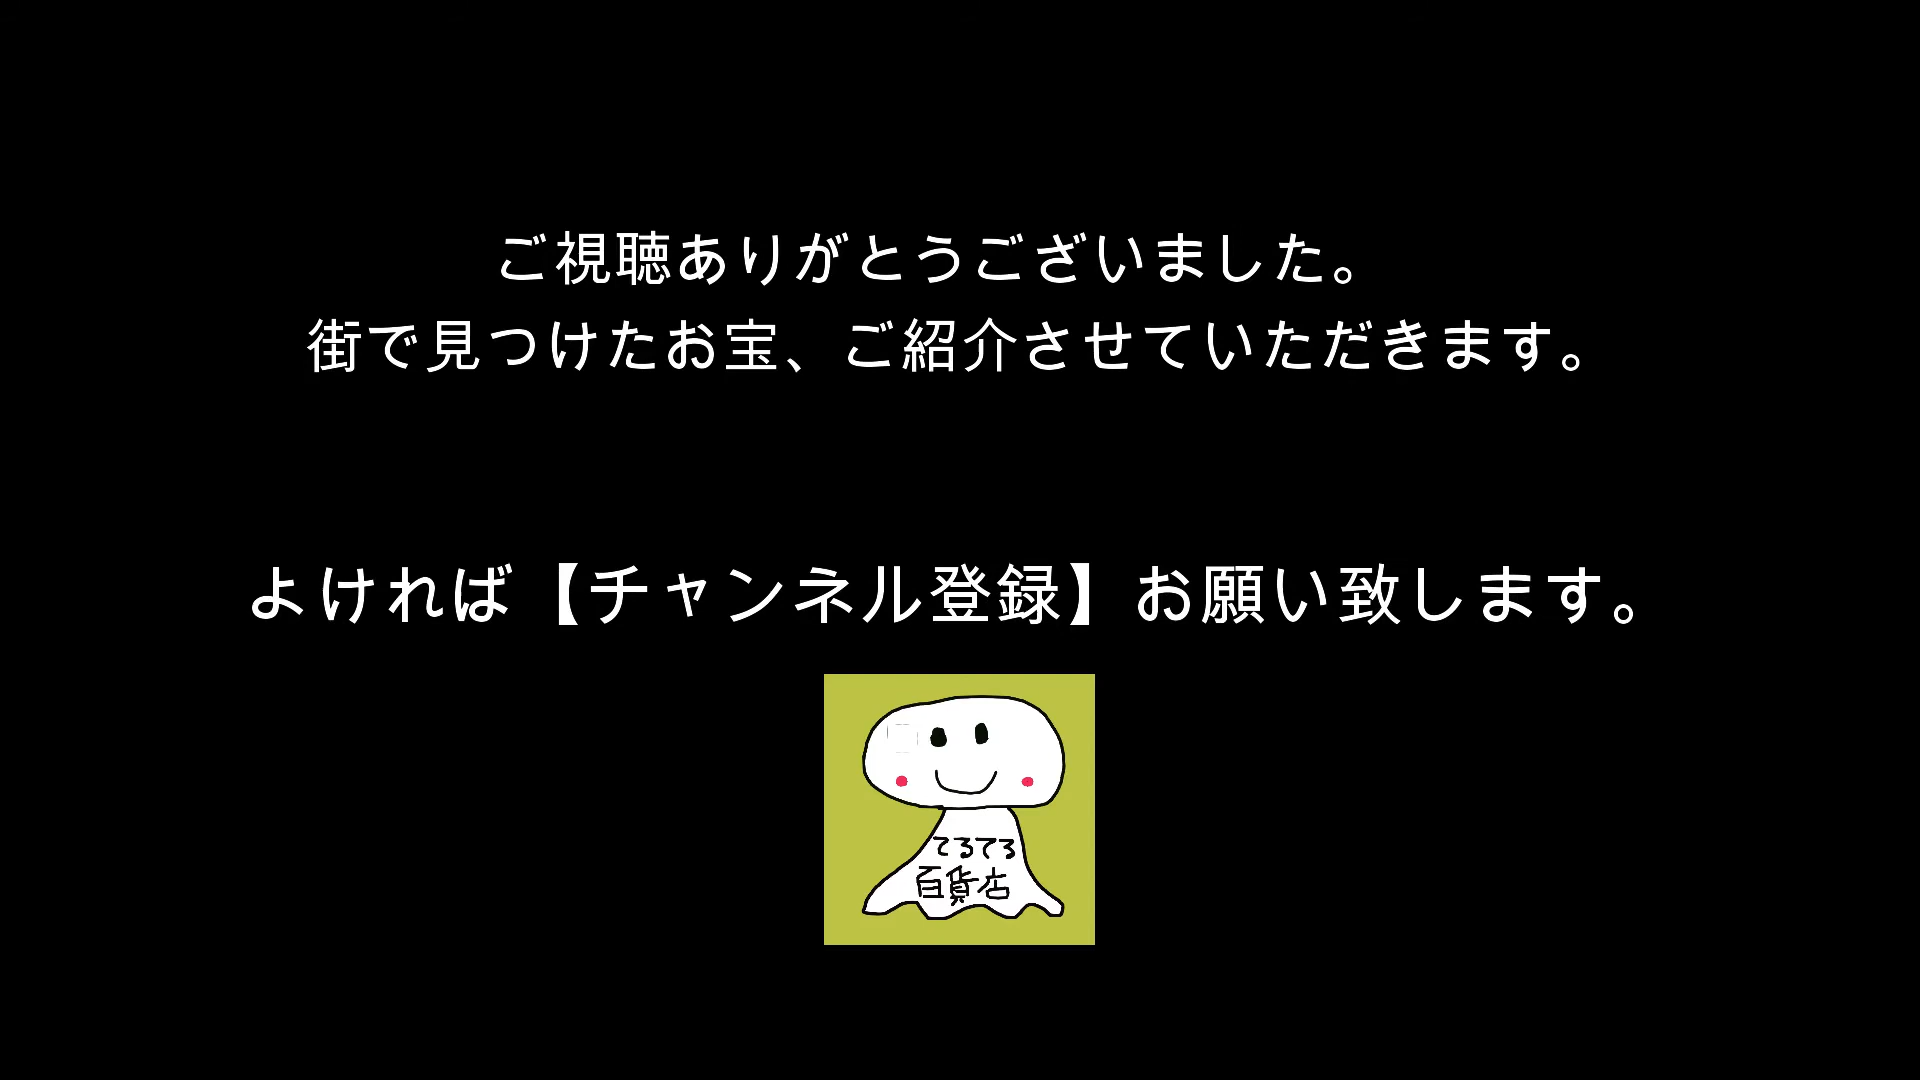 ご視聴ありがとうございました。
街で見つけたお宝、ご紹介させていただきます。
よければ【チャンネル登録】お願い致します。
てるてる
百貨店